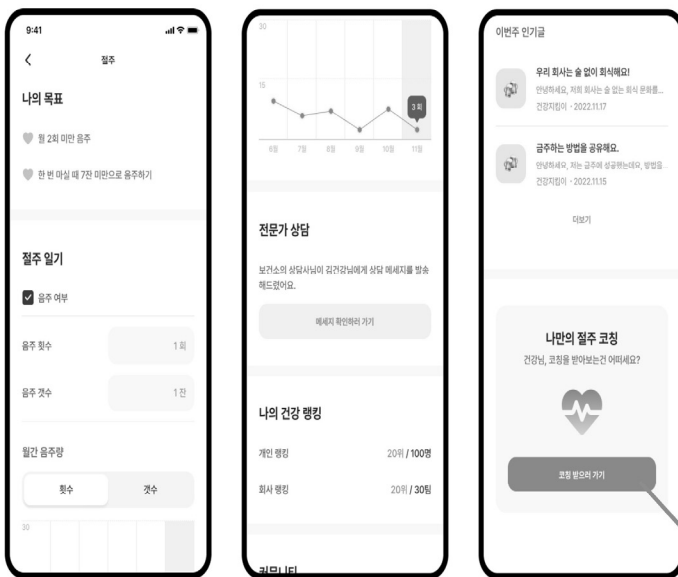 9:41
절주
나의 목표
월 2회 미만 음주
한 번 마실 때 7잔 미만으로 음주하기
절주 일기
음주 여부
음주 횟수
1 회
음주 갯수
1 잔
월간 음주량
횟수
갯수
30
30
15
3 회
6월
7월
8월
9월
10월
11월
전문가 상담
보건소의 상담사님이 김건강님에게 상담 메세지를 발송
해드렸어요.
메세지 확인하러 가기
나의 건강 랭킹
개인 랭킹
20위 / 100명
회사 랭킹
20위 / 30팀
커뮤니티
이번주 인기글
우리 회사는 술 없이 회식해요!
안녕하세요, 저희 회사는 술 없는 회식 문화를...
건강지킴이 · 2022.11.17
금주하는 방법을 공유해요.
안녕하세요, 저는 금주에 성공했는데요, 방법을...
건강지킴이 · 2022.11.15
더보기
나만의 절주 코칭
건강님, 코칭을 받아보는건 어떠세요?
코칭 받으러 가기